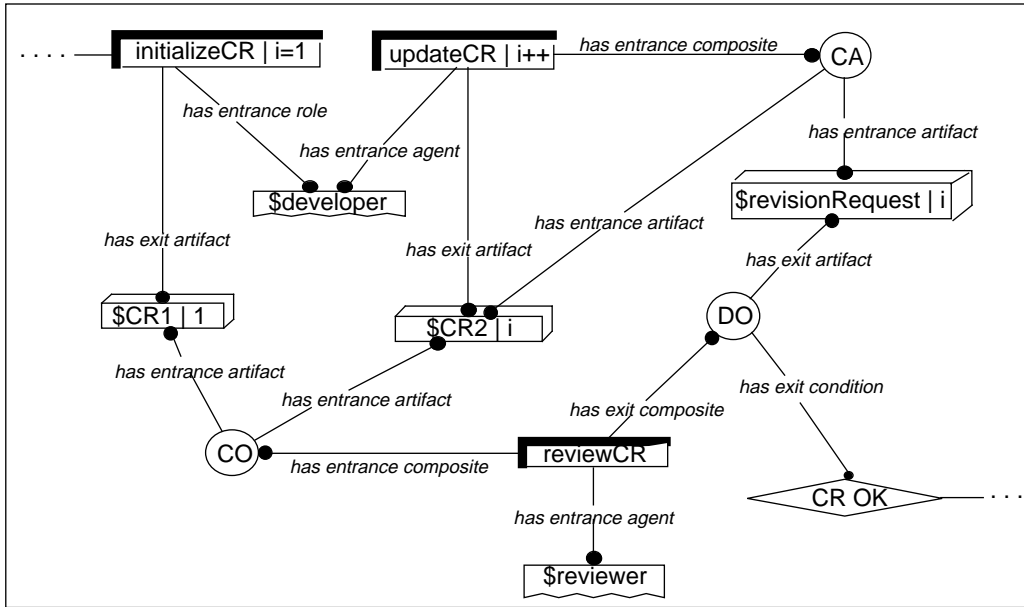 . . . . initializeCR | i=1
updateCR | i++
has entrance composite
CA
has entrance role
has entrance agent
has entrance artifact
$developer
$revisionRequest | i
has exit artifact
has exit artifact
has entrance artifact
has exit artifact
$CR1 | 1
$CR2 | i
DO
has entrance artifact
has entrance artifact
has exit composite
has exit condition
CO
has entrance composite
reviewCR
CR OK . . .
has entrance agent
$reviewer